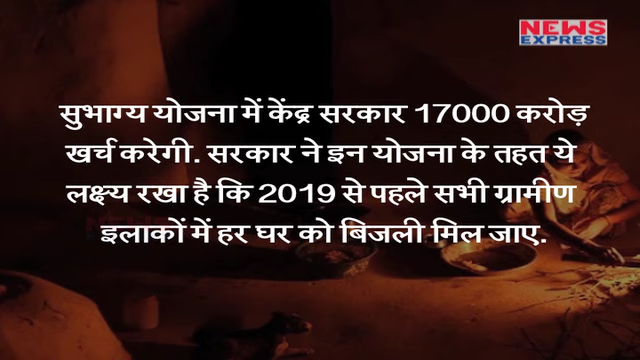 NEWS
EXPRESS
सुभाग्य योजना में केंद्र सरकार 17000 करोड़
खर्च करेगी. सरकार ने इन योजना के तहत ये
लक्ष्य रखा है कि 2019 से पहले सभी ग्रामीण
इलाकों में हर घर को बिजली मिल जाए.